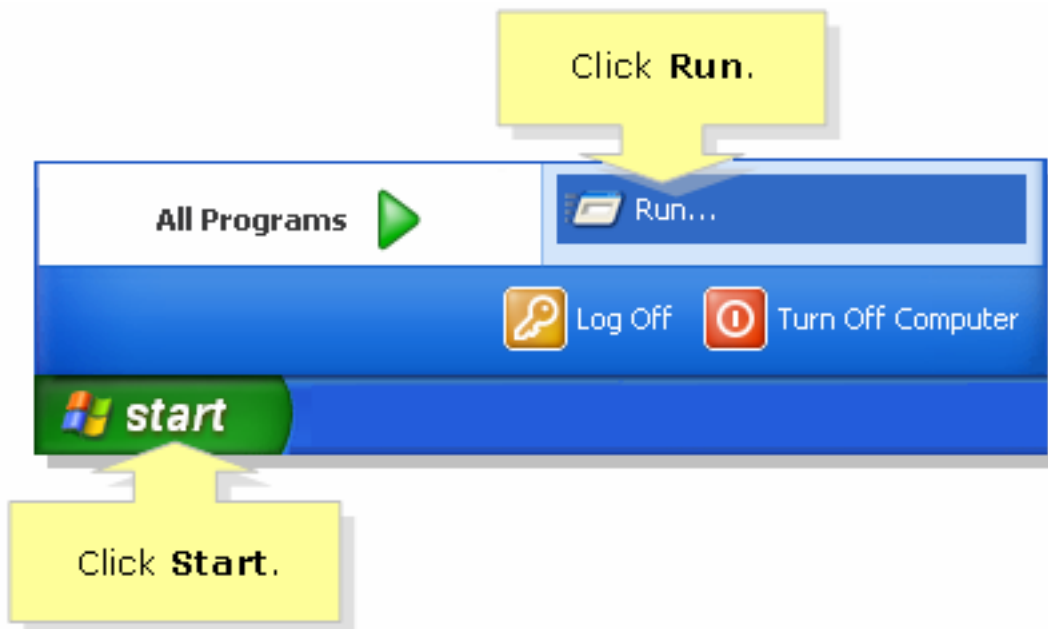 Click Run.
All Programs
Run...
Log Off
Turn Off Computer
start
Click Start.